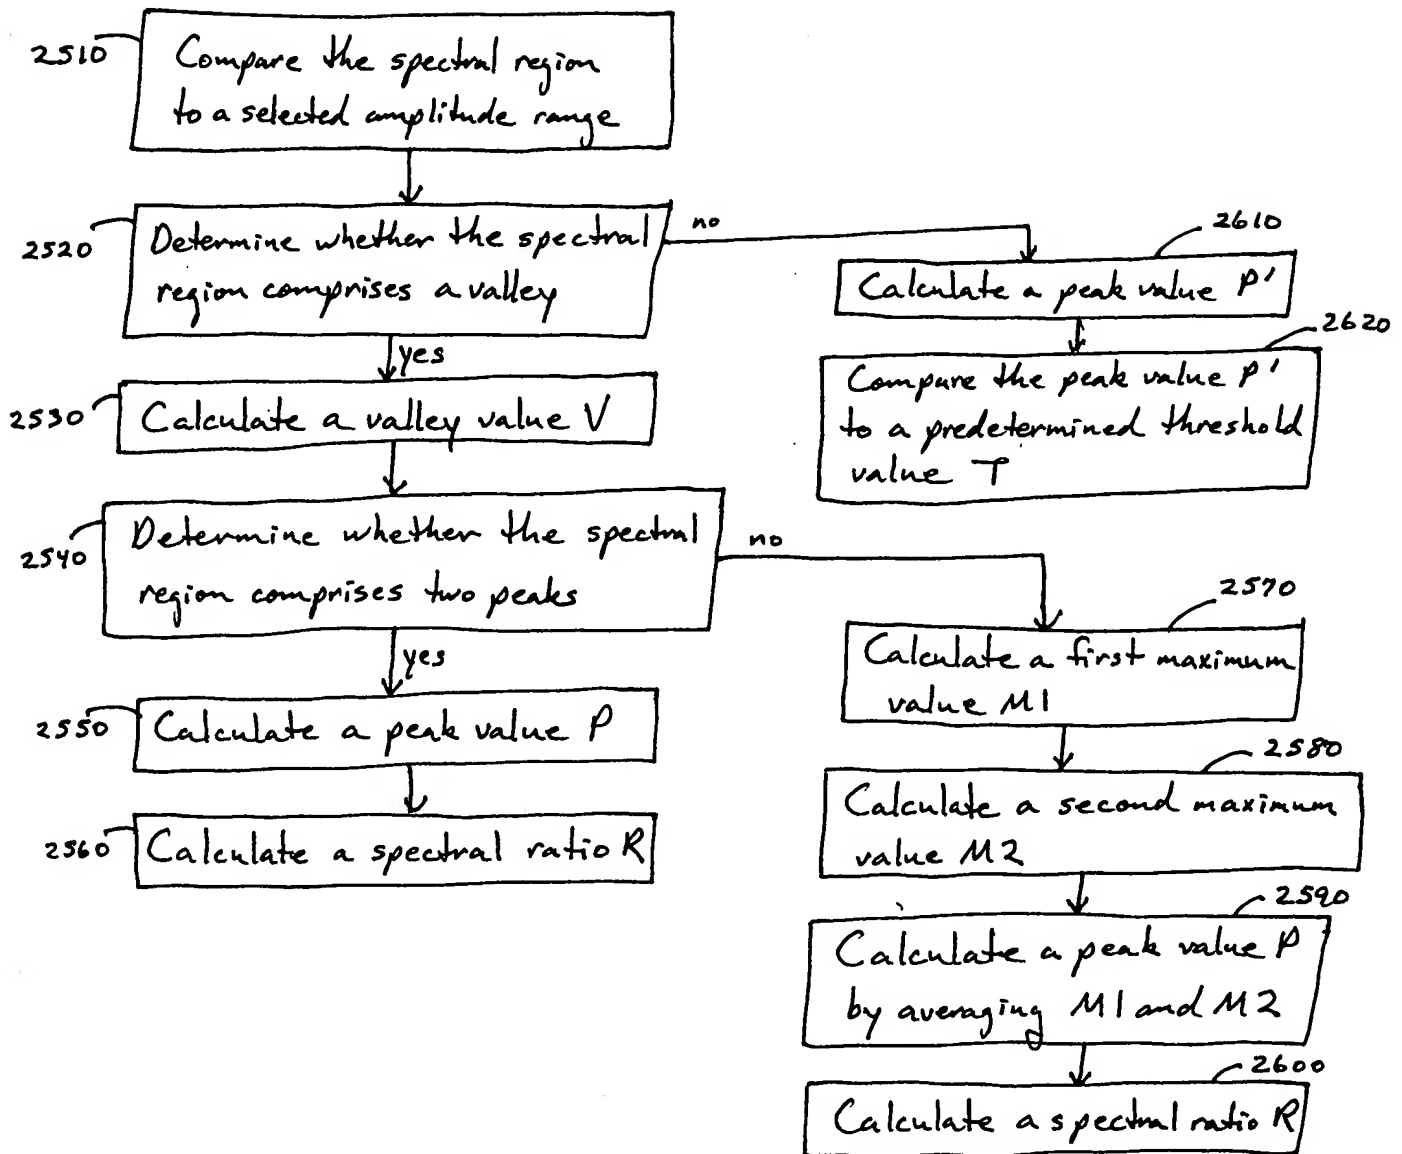 2510
Compare the spectral region
to a selected amplitude range
2520
Determine whether the spectral
region comprises a valley
no
yes
2610
Calculate a peak value P'
2620
Compare the peak value P'
to a predetermined threshold
value T
2530
Calculate a valley value V
2540
Determine whether the spectral
region comprises two peaks
no
yes
2550
Calculate a peak value P
2560
Calculate a spectral ratio R
2570
Calculate a first maximum
value M1
2580
Calculate a second maximum
value M2
2590
Calculate a peak value P
by averaging M1 and M2
2600
Calculate a spectral ratio R